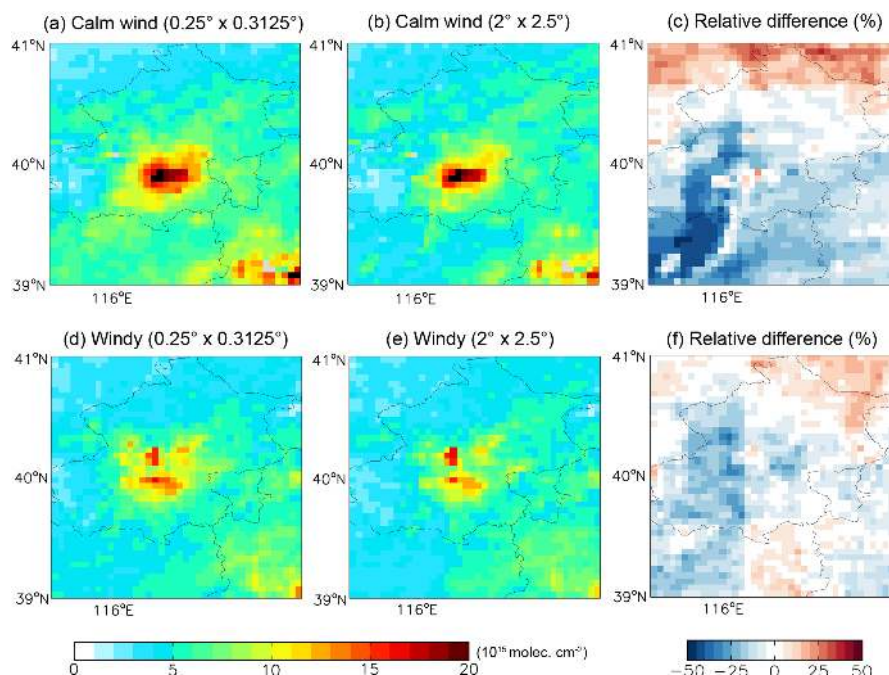 (a) Calm wind (0.25° x 0.3125°)
(b) Calm wind (2° x 2.5°)
(c) Relative difference (%)
41°N
41°N
41°N
40°N
40°N
40°N
39°N
39°N
39°N
116°E
116°E
116°E
(d) Windy (0.25° x 0.3125°)
(e) Windy (2° x 2.5°)
(f) Relative difference (%)
41°N
41°N
41°N
40°N
40°N
40°N
39°N
39°N
39°N
116°E
116°E
116°E
0 5 10 15 20 (10¹⁵ molec. cm⁻²)
−50 −25 0 25 50